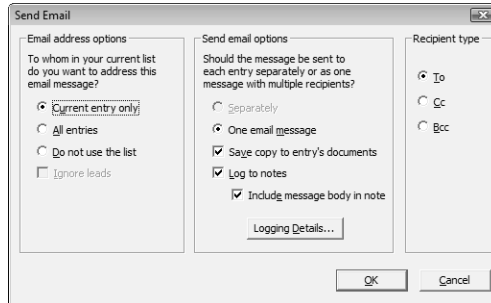 Send Email
Email address options
To whom in your current list
do you want to address this
email message?
Current entry only
All entries
Do not use the list
Ignore leads
Send email options
Should the message be sent to
each entry separately or as one
message with multiple recipients?
Separately
One email message
Save copy to entry's documents
Log to notes
Include message body in note
Logging Details...
Recipient type
To
Cc
Bcc
OK
Cancel